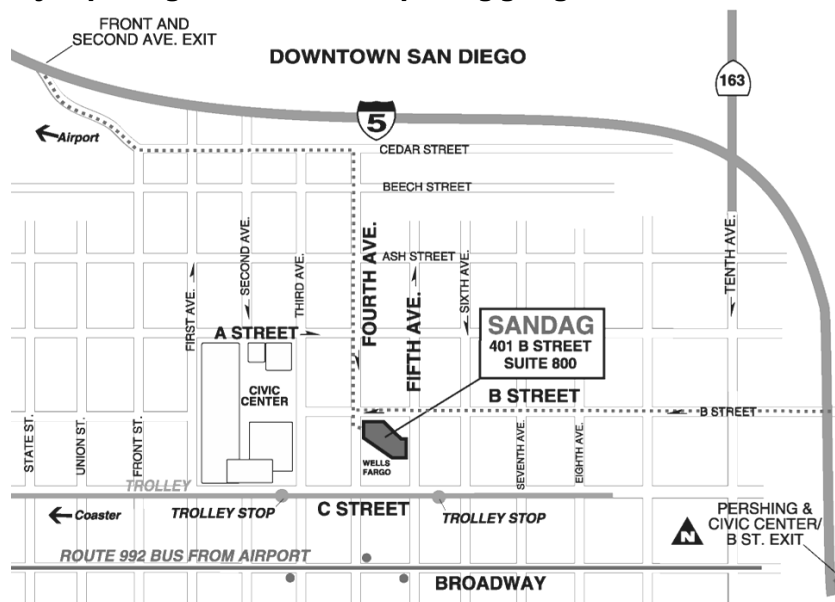 FRONT AND
SECOND AVE. EXIT
DOWNTOWN SAN DIEGO
163
5
Airport
CEDAR STREET
BEECH STREET
ASH STREET
FIRST AVE.
SECOND AVE.
THIRD AVE.
FOURTH AVE.
FIFTH AVE.
SIXTH AVE.
TENTH AVE.
A STREET
SANDAG
401 B STREET
SUITE 800
CIVIC
CENTER
B STREET
B STREET
STATE ST.
UNION ST.
FRONT ST.
SEVENTH AVE.
EIGHTH AVE.
WELLS
FARGO
TROLLEY
Coaster
TROLLEY STOP
C STREET
TROLLEY STOP
PERSHING &
CIVIC CENTER/
B ST. EXIT
N
ROUTE 992 BUS FROM AIRPORT
BROADWAY